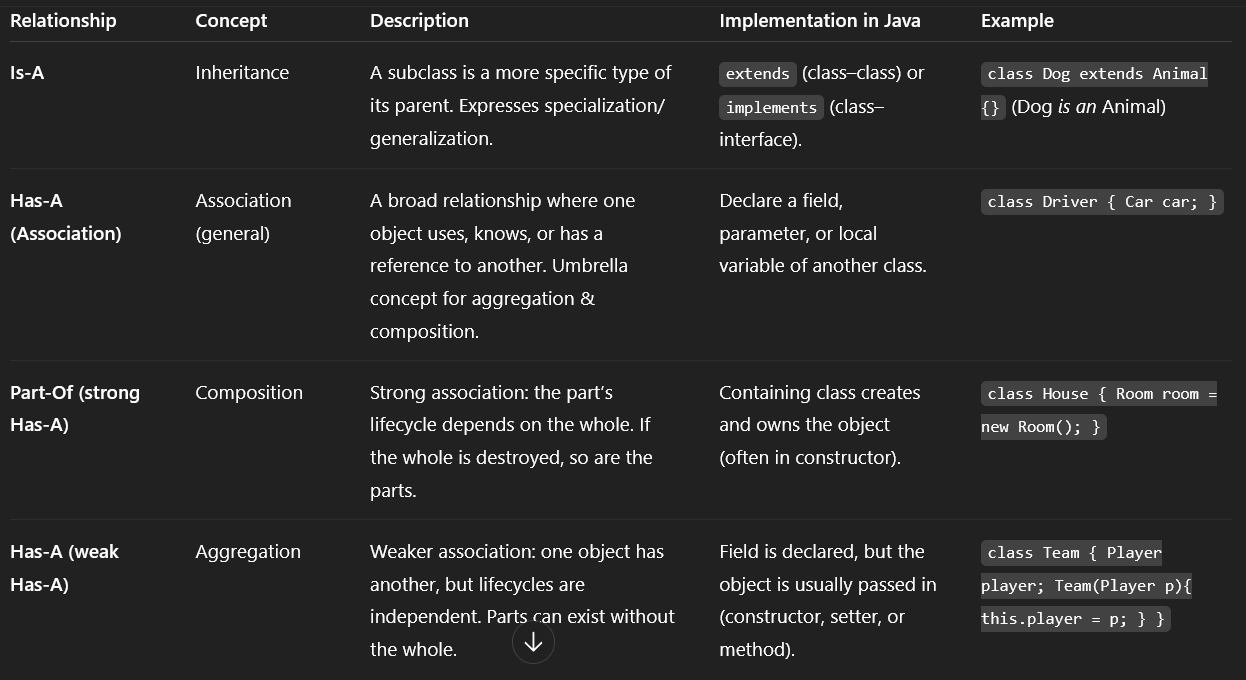 Relationship Concept Description Implementation in Java Example
Is-A
Inheritance
A subclass is a more specific type of
its parent. Expresses specialization/
generalization.
extends (class–class) or
implements (class–
interface).
class Dog extends Animal
{} (Dog is an Animal)
Has-A
(Association)
Association
(general)
A broad relationship where one
object uses, knows, or has a
reference to another. Umbrella
concept for aggregation &
composition.
Declare a field,
parameter, or local
variable of another class.
class Driver { Car car; }
Part-Of (strong
Has-A)
Composition
Strong association: the part’s
lifecycle depends on the whole. If
the whole is destroyed, so are the
parts.
Containing class creates
and owns the object
(often in constructor).
class House { Room room =
new Room(); }
Has-A (weak
Has-A)
Aggregation
Weaker association: one object has
another, but lifecycles are
independent. Parts can exist without
the whole.
Field is declared, but the
object is usually passed in
(constructor, setter, or
method).
class Team { Player
player; Team(Player p){
this.player = p; } }